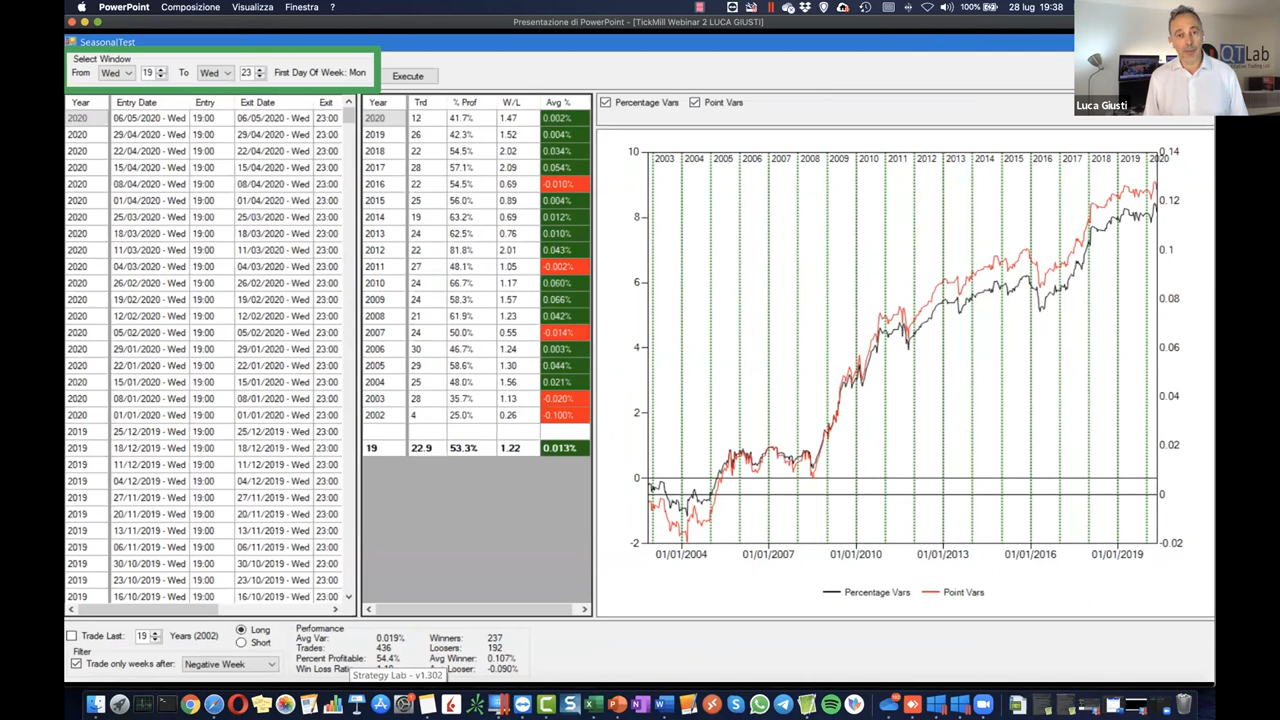 PowerPoint Composizione Visualizza Finestra ? 100% 28 lug 19:38
Presentazione di PowerPoint - [TickMill Webinar 2 LUCA GIUSTI]
SeasonalTest
Select Window
From Wed 19 To Wed 23 First Day Of Week: Mon Execute
Percentage Vars Point Vars
Year Entry Date Entry Exit Date Exit
2020 06/05/2020 - Wed 19:00 06/05/2020 - Wed 23:00
2020 29/04/2020 - Wed 19:00 29/04/2020 - Wed 23:00
2020 22/04/2020 - Wed 19:00 22/04/2020 - Wed 23:00
2020 15/04/2020 - Wed 19:00 15/04/2020 - Wed 23:00
2020 08/04/2020 - Wed 19:00 08/04/2020 - Wed 23:00
2020 01/04/2020 - Wed 19:00 01/04/2020 - Wed 23:00
2020 25/03/2020 - Wed 19:00 25/03/2020 - Wed 23:00
2020 18/03/2020 - Wed 19:00 18/03/2020 - Wed 23:00
2020 11/03/2020 - Wed 19:00 11/03/2020 - Wed 23:00
2020 04/03/2020 - Wed 19:00 04/03/2020 - Wed 23:00
2020 26/02/2020 - Wed 19:00 26/02/2020 - Wed 23:00
2020 19/02/2020 - Wed 19:00 19/02/2020 - Wed 23:00
2020 12/02/2020 - Wed 19:00 12/02/2020 - Wed 23:00
2020 05/02/2020 - Wed 19:00 05/02/2020 - Wed 23:00
2020 29/01/2020 - Wed 19:00 29/01/2020 - Wed 23:00
2020 22/01/2020 - Wed 19:00 22/01/2020 - Wed 23:00
2020 15/01/2020 - Wed 19:00 15/01/2020 - Wed 23:00
2020 08/01/2020 - Wed 19:00 08/01/2020 - Wed 23:00
2020 01/01/2020 - Wed 19:00 01/01/2020 - Wed 23:00
2019 25/12/2019 - Wed 19:00 25/12/2019 - Wed 23:00
2019 18/12/2019 - Wed 19:00 18/12/2019 - Wed 23:00
2019 11/12/2019 - Wed 19:00 11/12/2019 - Wed 23:00
2019 04/12/2019 - Wed 19:00 04/12/2019 - Wed 23:00
2019 27/11/2019 - Wed 19:00 27/11/2019 - Wed 23:00
2019 20/11/2019 - Wed 19:00 20/11/2019 - Wed 23:00
2019 13/11/2019 - Wed 19:00 13/11/2019 - Wed 23:00
2019 06/11/2019 - Wed 19:00 06/11/2019 - Wed 23:00
2019 30/10/2019 - Wed 19:00 30/10/2019 - Wed 23:00
2019 23/10/2019 - Wed 19:00 23/10/2019 - Wed 23:00
2019 16/10/2019 - Wed 19:00 16/10/2019 - Wed 23:00
Year Trd % Prof W/L Avg %
2020 12 41.7% 1.47 0.002%
2019 26 42.3% 1.52 0.004%
2018 22 54.5% 2.02 0.034%
2017 28 57.1% 2.09 0.054%
2016 22 54.5% 0.69 -0.010%
2015 25 56.0% 0.89 0.004%
2014 19 63.2% 0.69 0.012%
2013 24 62.5% 0.76 0.010%
2012 22 81.8% 2.01 0.043%
2011 27 48.1% 1.05 -0.002%
2010 24 66.7% 1.17 0.060%
2009 24 58.3% 1.57 0.066%
2008 21 61.9% 1.23 0.042%
2007 24 50.0% 0.55 -0.014%
2006 30 46.7% 1.24 0.003%
2005 29 58.6% 1.30 0.044%
2004 25 48.0% 1.56 0.021%
2003 28 35.7% 1.13 -0.020%
2002 4 25.0% 0.26 -0.100%
19 22.9 53.3% 1.22 0.013%
2003 2004 2005 2006 2007 2008 2009 2010 2011 2012 2013 2014 2015 2016 2017 2018 2019 2020
10
8
6
4
2
0
-2
0.14
0.12
0.1
0.08
0.06
0.04
0.02
0
-0.02
01/01/2004 01/01/2007 01/01/2010 01/01/2013 01/01/2016 01/01/2019
Percentage Vars Point Vars
Trade Last: 19 Years (2002)
Long
Short
Filter
Trade only weeks after: Negative Week
Performance
Avg Var: 0.019% Winners: 237
Trades: 436 Loosers: 192
Percent Profitable: 54.4% Avg Winner: 0.107%
Win Loss Looser: -0.090%
Strategy Lab - v1.302
QTLab
Luca Giusti